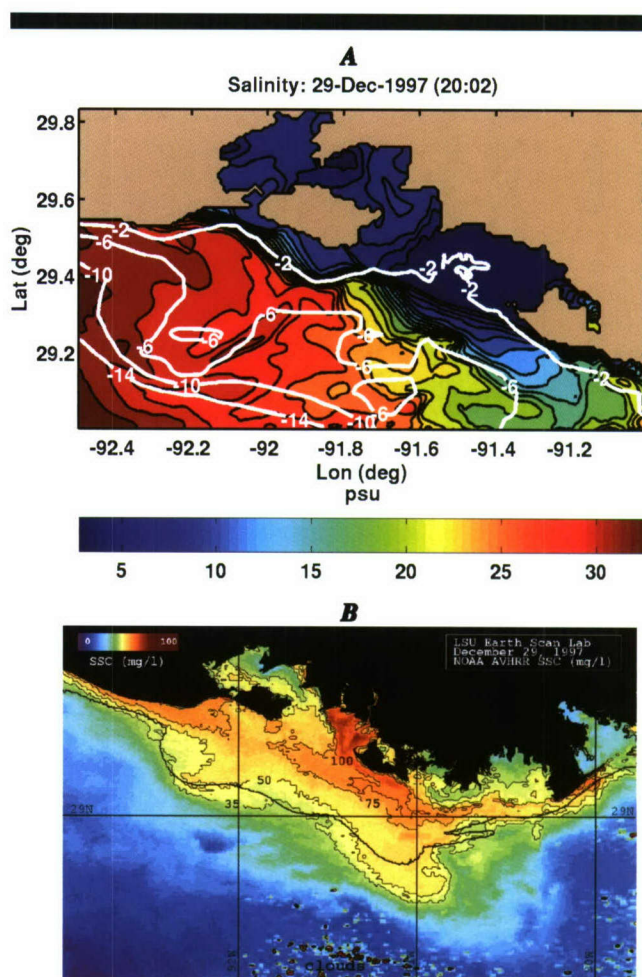 A
Salinity: 29-Dec-1997 (20:02)
29.8
29.6
29.4
29.2
Lat (deg)
-2
-6
-10
-2
-2
-2
-6
-6
-6
-6
-6
-10
-14
-14
-10
-6
-6
-2
-92.4 -92.2 -92 -91.8 -91.6 -91.4 -91.2
Lon (deg)
psu
5 10 15 20 25 30
B
0 100
SSC (mg/l)
LSU Earth Scan Lab
December 29, 1997
NOAA AVHRR SSC (mg/l)
100
50
35
75
29N
29N
clouds